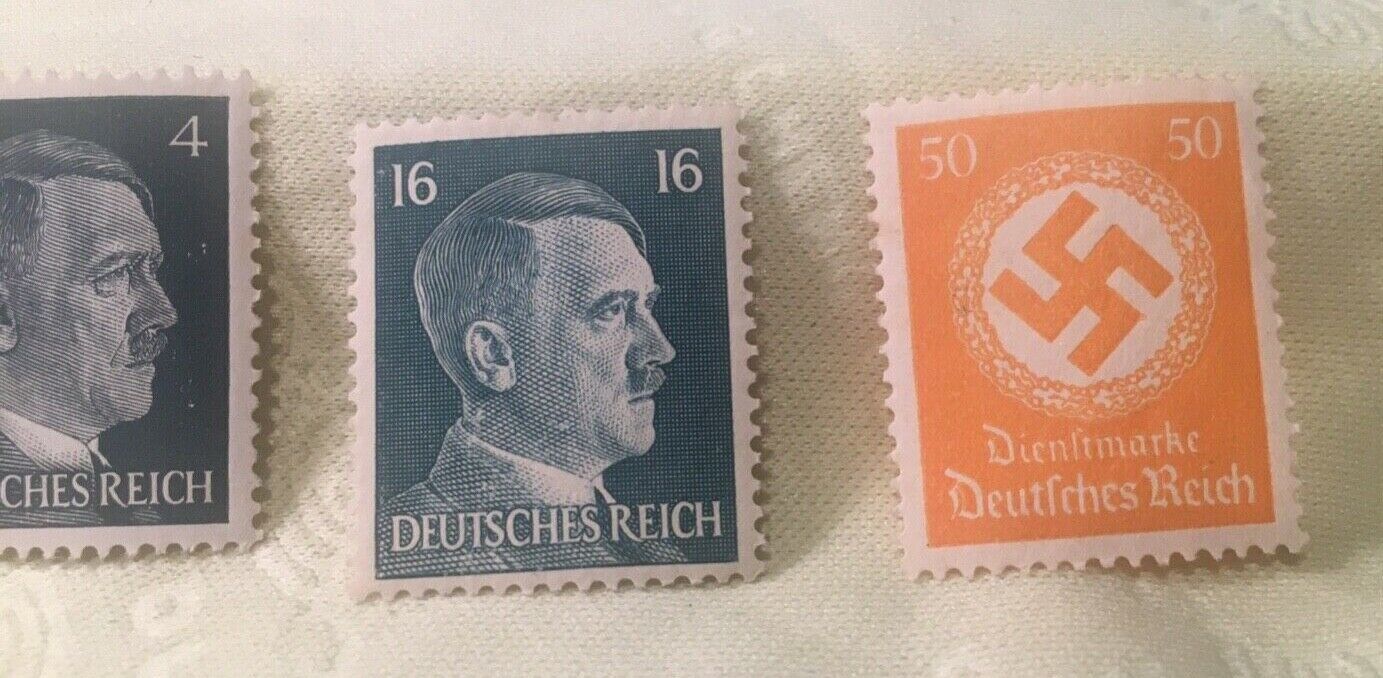 4
CHES REICH
16 16
DEUTSCHES REICH
50 50
Dienſtmarke
Deutſches Reich